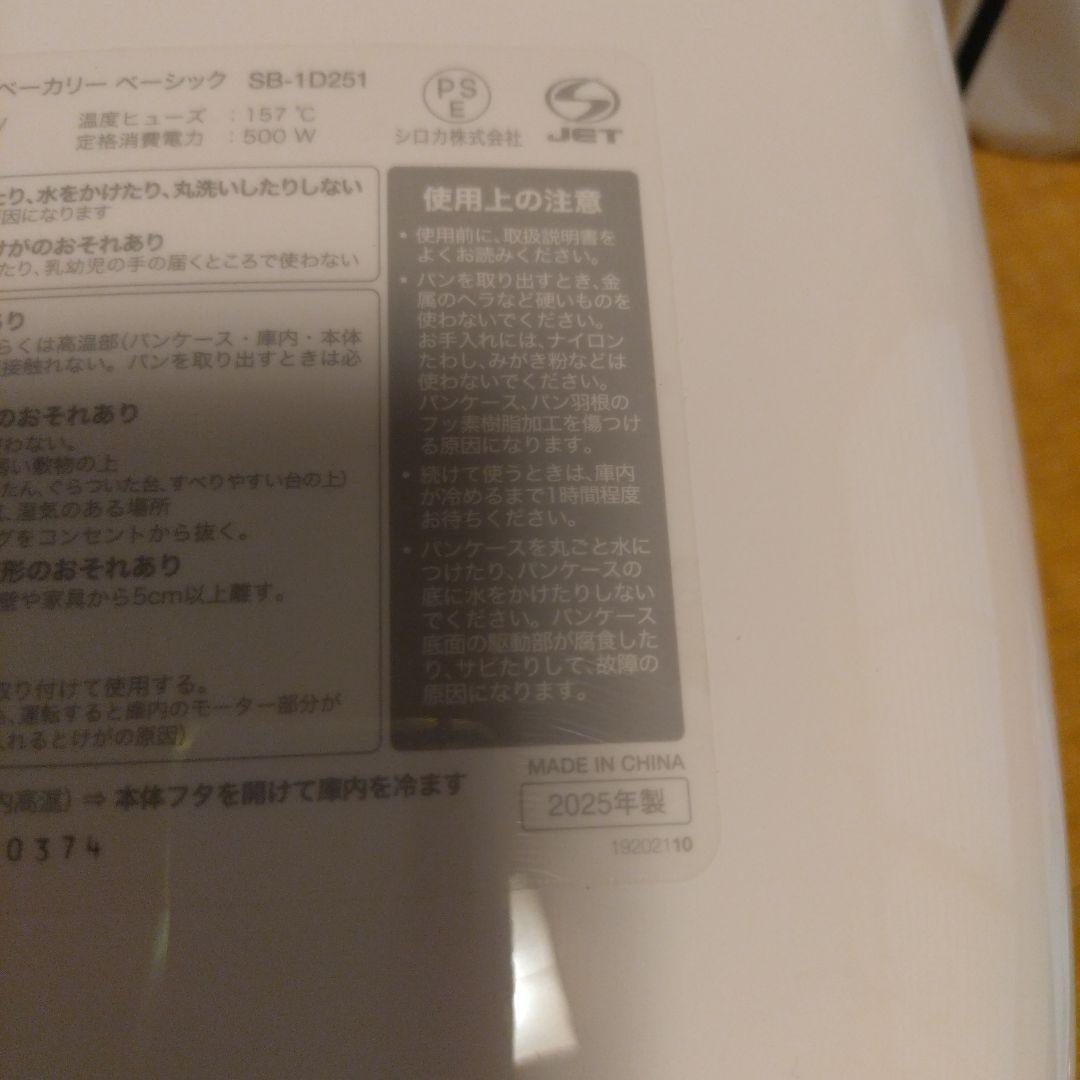 ベーカリー ベーシック SB-1D251
温度ヒューズ : 157 ℃
定格消費電力 : 500 W
PS
E
シロカ株式会社
JET
たり、水をかけたり、丸洗いしたりしない
原因になります
けがのおそれあり
たり、乳幼児の手の届くところで使わない
あり
らくは高温部(パンケース・庫内・本体
接触れない。パンを取り出すときは必
のおそれあり
使わない。
弱い敷物の上
たん、ぐらついた台、すべりやすい台の上)
湿気のある場所
グをコンセントから抜く。
形のおそれあり
壁や家具から5cm以上離す。
取り付けて使用する。
運転すると庫内のモーター部分が
入れるとけがの原因)
内高温) ⇒ 本体フタを開けて庫内を冷ます
0374
使用上の注意
・使用前に、取扱説明書を
よくお読みください。
・パンを取り出すとき、金
属のヘラなど硬いものを
使わないでください。
お手入れには、ナイロン
たわし、みがき粉などは
使わないでください。
パンケース、パン羽根の
フッ素樹脂加工を傷つけ
る原因になります。
・続けて使うときは、庫内
が冷めるまで1時間程度
お待ちください。
・パンケースを丸ごと水に
つけたり、パンケースの
底に水をかけたりしない
でください。パンケース
底面の駆動部が腐食した
り、サビたりして、故障の
原因になります。
MADE IN CHINA
2025年製
19202110